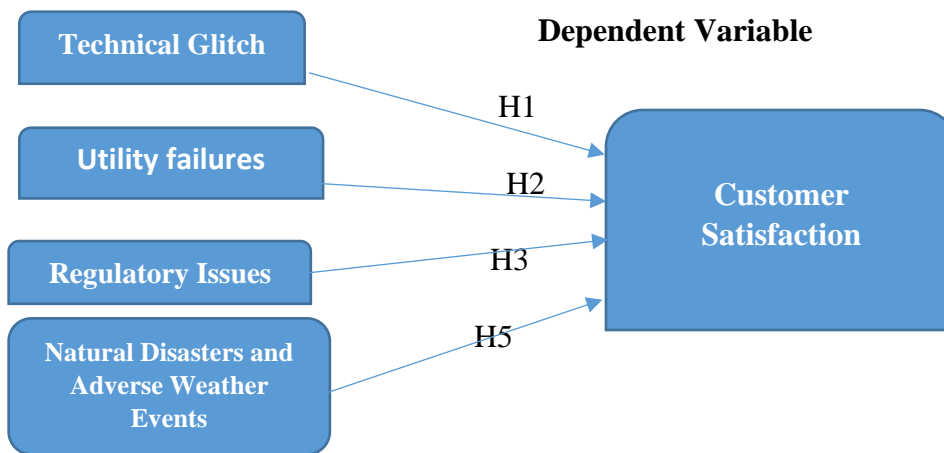 Technical Glitch
Dependent Variable
H1
Utility failures
H2
Customer
Satisfaction
Regulatory Issues
H3
Natural Disasters and
Adverse Weather
Events
H5